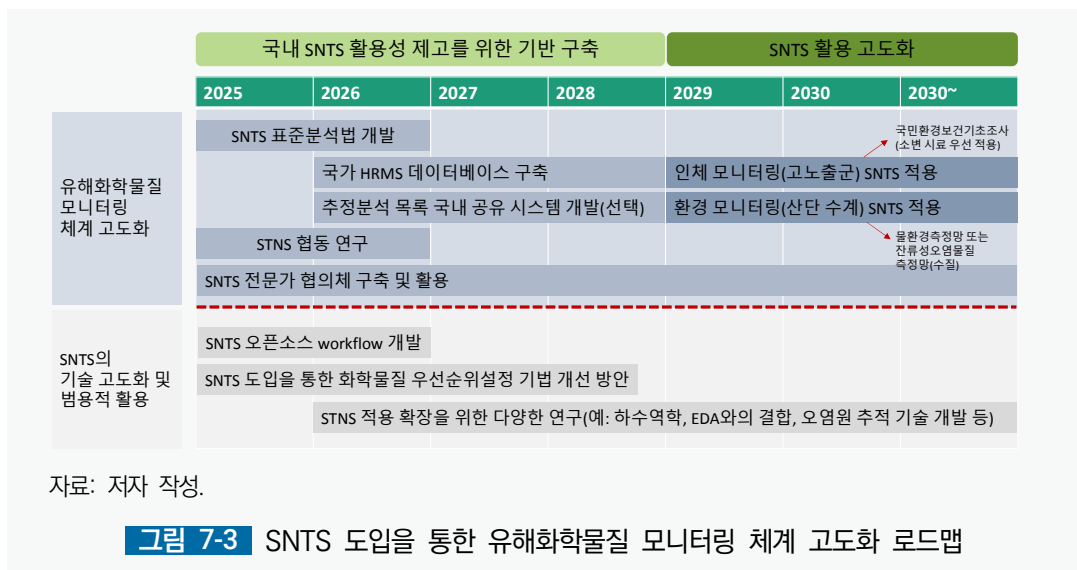 국내 SNTS 활용성 제고를 위한 기반 구축
SNTS 활용 고도화
2025 2026 2027 2028 2029 2030 2030~
유해화학물질
모니터링
체계 고도화
SNTS 표준분석법 개발
국민환경보건기초조사
(소변 시료 우선 적용)
국가 HRMS 데이터베이스 구축
인체 모니터링(고노출군) SNTS 적용
추정분석 목록 국내 공유 시스템 개발(선택)
환경 모니터링(산단 수계) SNTS 적용
STNS 협동 연구
물환경측정망 또는
잔류성오염물질
측정망(수질)
SNTS 전문가 협의체 구축 및 활용
SNTS의
기술 고도화 및
범용적 활용
SNTS 오픈소스 workflow 개발
SNTS 도입을 통한 화학물질 우선순위설정 기법 개선 방안
STNS 적용 확장을 위한 다양한 연구(예: 하수역학, EDA와의 결합, 오염원 추적 기술 개발 등)
자료: 저자 작성.
그림 7-3 SNTS 도입을 통한 유해화학물질 모니터링 체계 고도화 로드맵